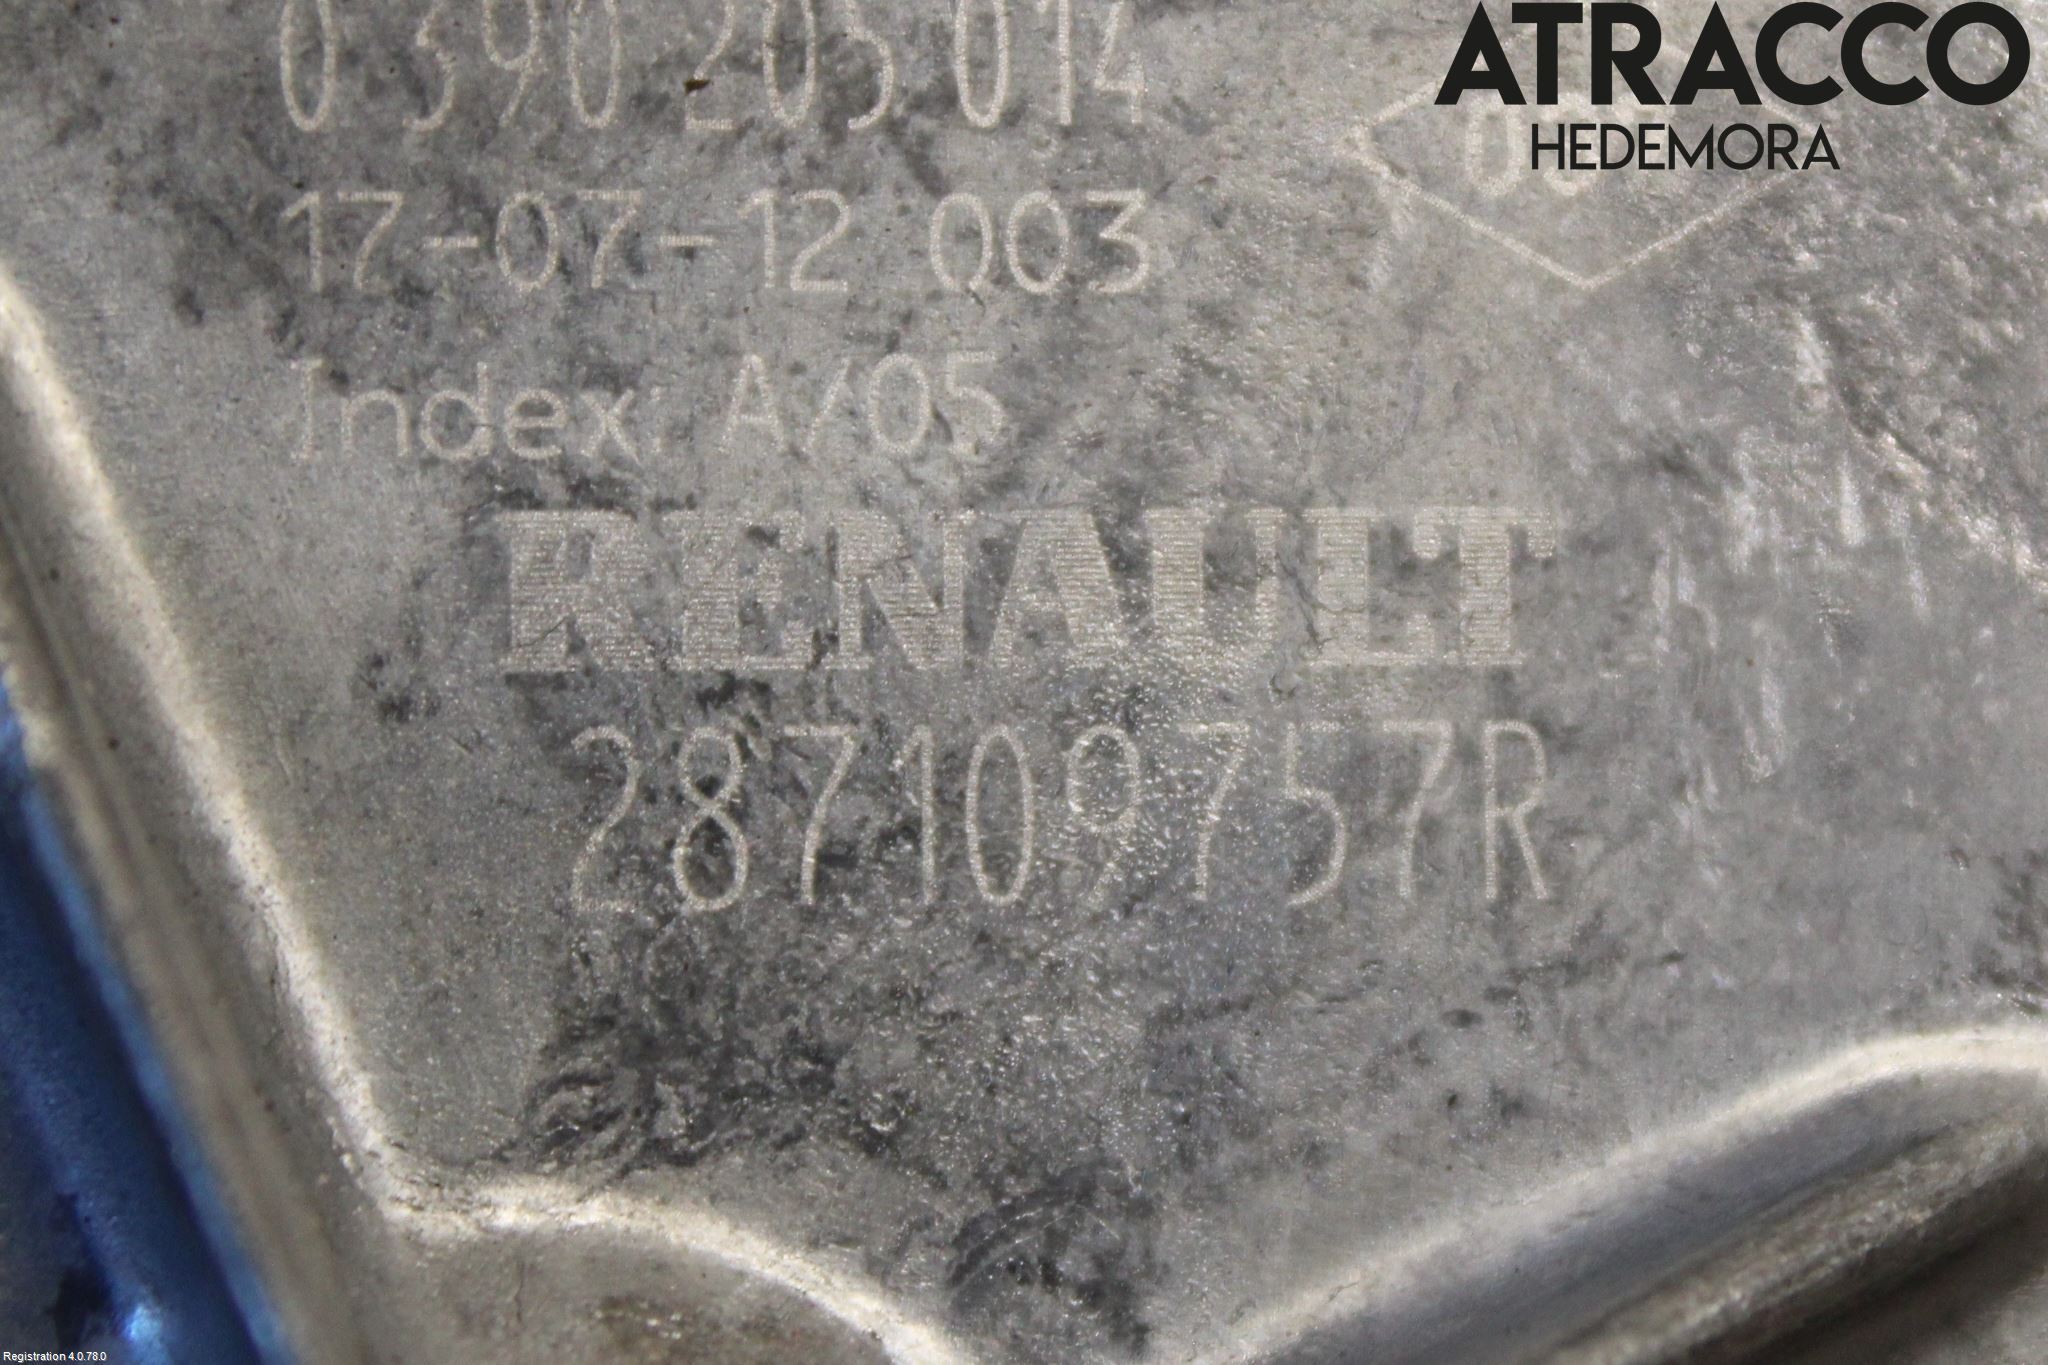 0 390 205 014
ATRACCO
HEDEMORA
17-07-12 003
Index: A/05
RENAULT
287109757R
Registration 4.0.78.0